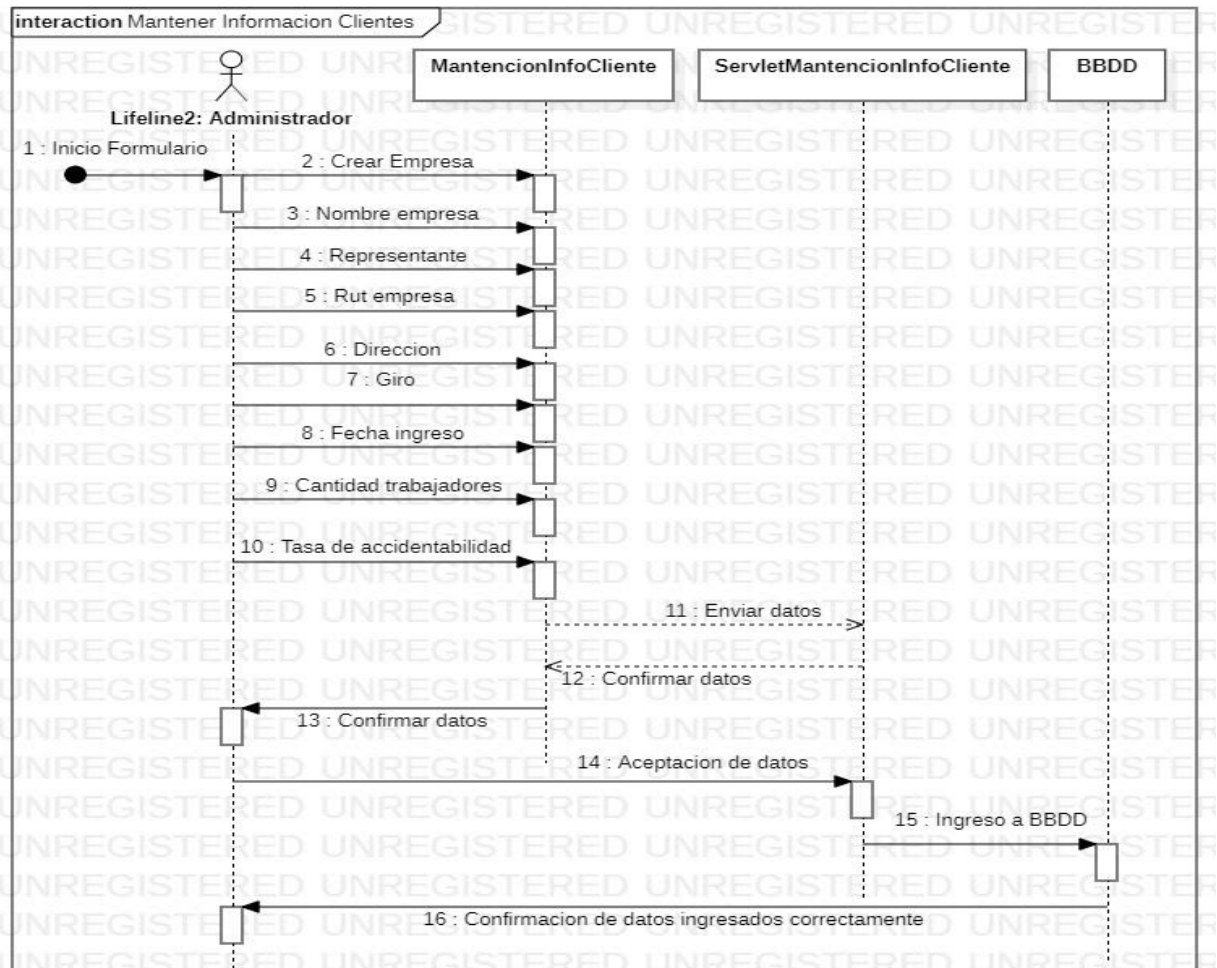 interaction Mantener Informacion Clientes
MantencionInfoCliente
ServletMantencionInfoCliente
BBDD
Lifeline2: Administrador
1 : Inicio Formulario
2 : Crear Empresa
3 : Nombre empresa
4 : Representante
5 : Rut empresa
6 : Direccion
7 : Giro
8 : Fecha ingreso
9 : Cantidad trabajadores
10 : Tasa de accidentabilidad
11 : Enviar datos
12 : Confirmar datos
13 : Confirmar datos
14 : Aceptacion de datos
15 : Ingreso a BBDD
16 : Confirmacion de datos ingresados correctamente
UNREGISTERED